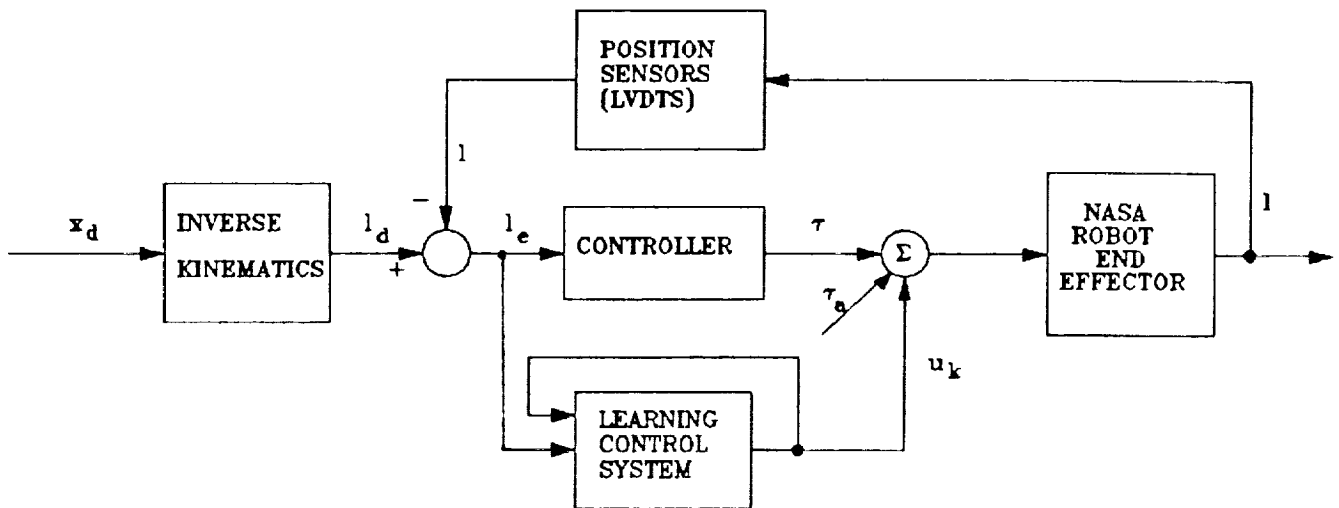 POSITION
SENSORS
(LVDTS)
l
−
x_d
INVERSE
KINEMATICS
l_d
+
l_e
CONTROLLER
τ
Σ
τ_a
u_k
NASA
ROBOT
END
EFFECTOR
l
LEARNING
CONTROL
SYSTEM